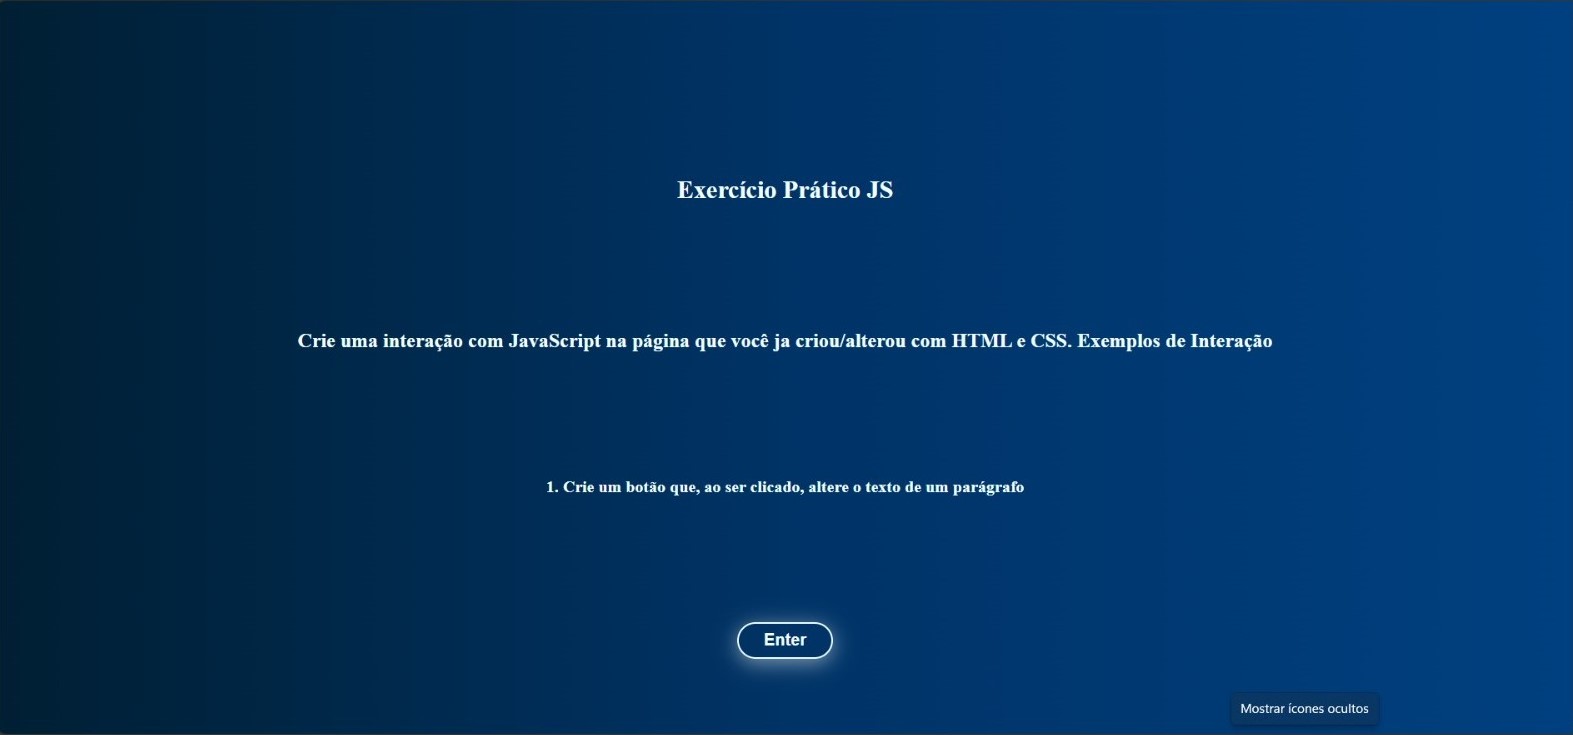 Exercício Prático JS
Crie uma interação com JavaScript na página que você ja criou/alterou com HTML e CSS. Exemplos de Interação
1. Crie um botão que, ao ser clicado, altere o texto de um parágrafo
Enter
Mostrar ícones ocultos